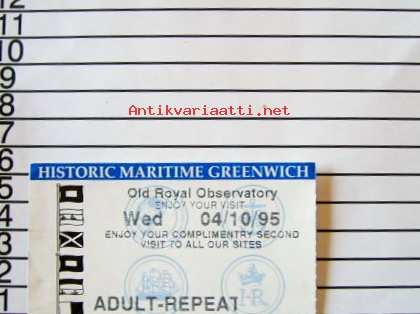 12
11
10
9
8
Antikvariaatti.net
7
6
5
HISTORIC MARITIME GREENWICH
Old Royal Observatory
ENJOY YOUR VISIT
4
Wed 04/10/95
3
ENJOY YOUR COMPLIMENTRY SECOND
VISIT TO ALL OUR SITES
2
1
ADULT-REPEAT